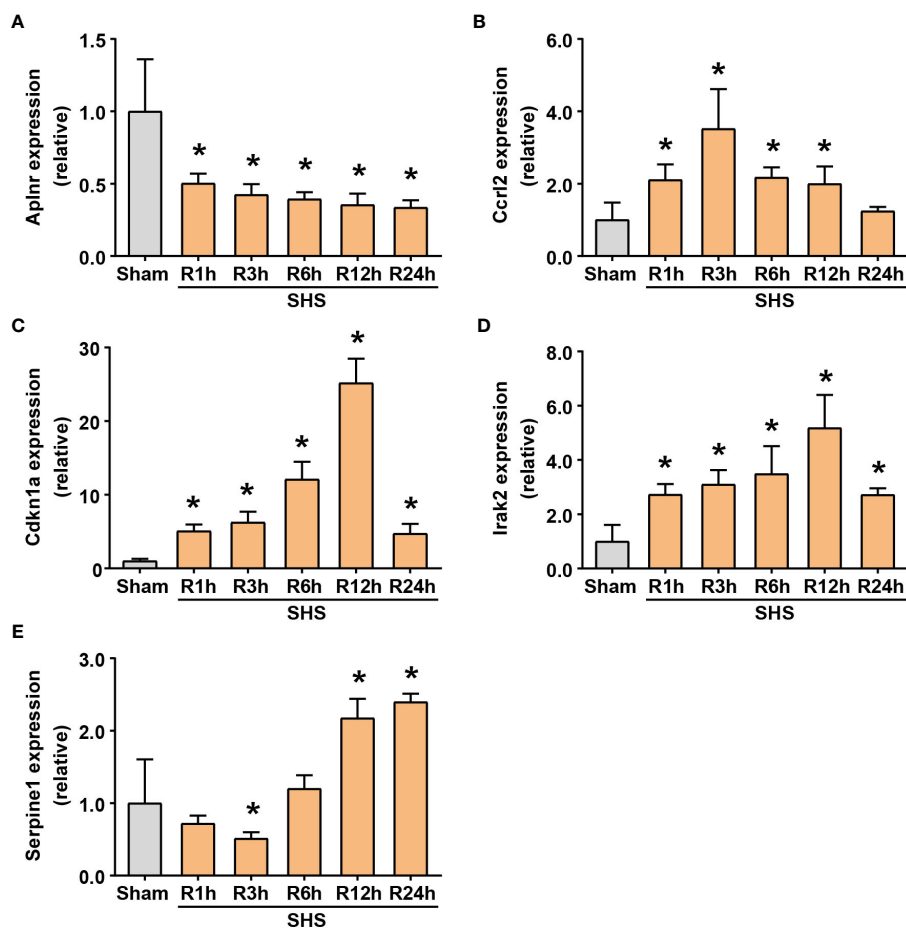 A
Aplnr expression
(relative)
1.5
1.0
0.5
0.0
* * * * *
Sham R1h R3h R6h R12h R24h
SHS
B
Ccrl2 expression
(relative)
6.0
4.0
2.0
0.0
* * * *
Sham R1h R3h R6h R12h R24h
SHS
C
Cdkn1a expression
(relative)
30
20
10
0
* * * * *
Sham R1h R3h R6h R12h R24h
SHS
D
Irak2 expression
(relative)
8.0
6.0
4.0
2.0
0.0
* * * * *
Sham R1h R3h R6h R12h R24h
SHS
E
Serpine1 expression
(relative)
3.0
2.0
1.0
0.0
* * *
Sham R1h R3h R6h R12h R24h
SHS